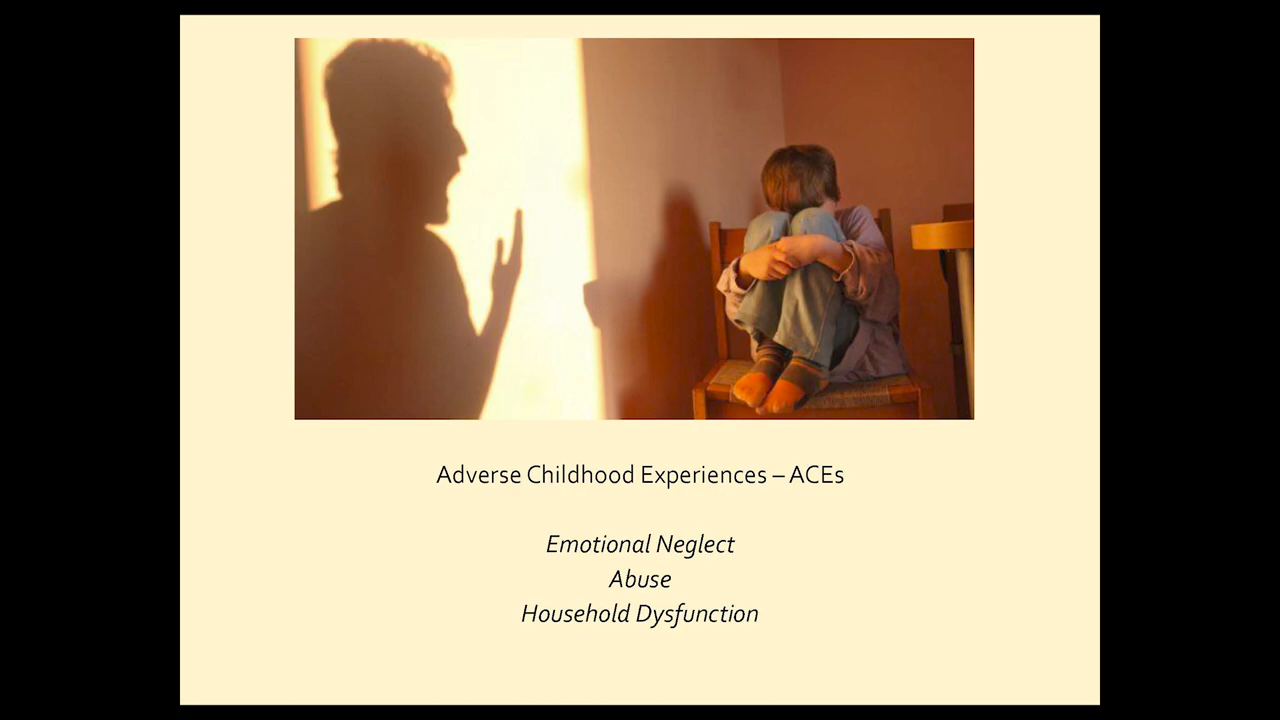 Adverse Childhood Experiences – ACEs
Emotional Neglect
Abuse
Household Dysfunction